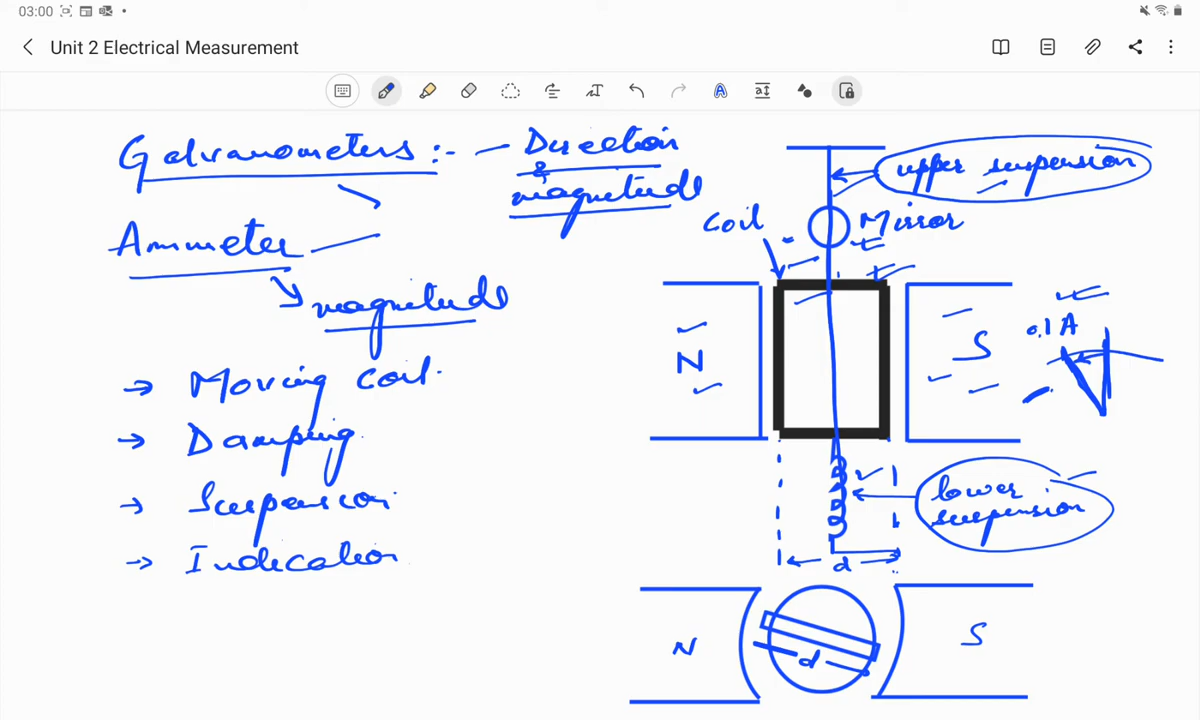 03:00
Unit 2 Electrical Measurement
Galvanometers :- — Direction
&
magnitude
Ammeter
magnitude
→ Moving coil.
→ Damping
→ Suspension
→ Indication
upper suspension
Coil
Mirror
N
S
0.1 A
lower
suspension
d
N
S
d